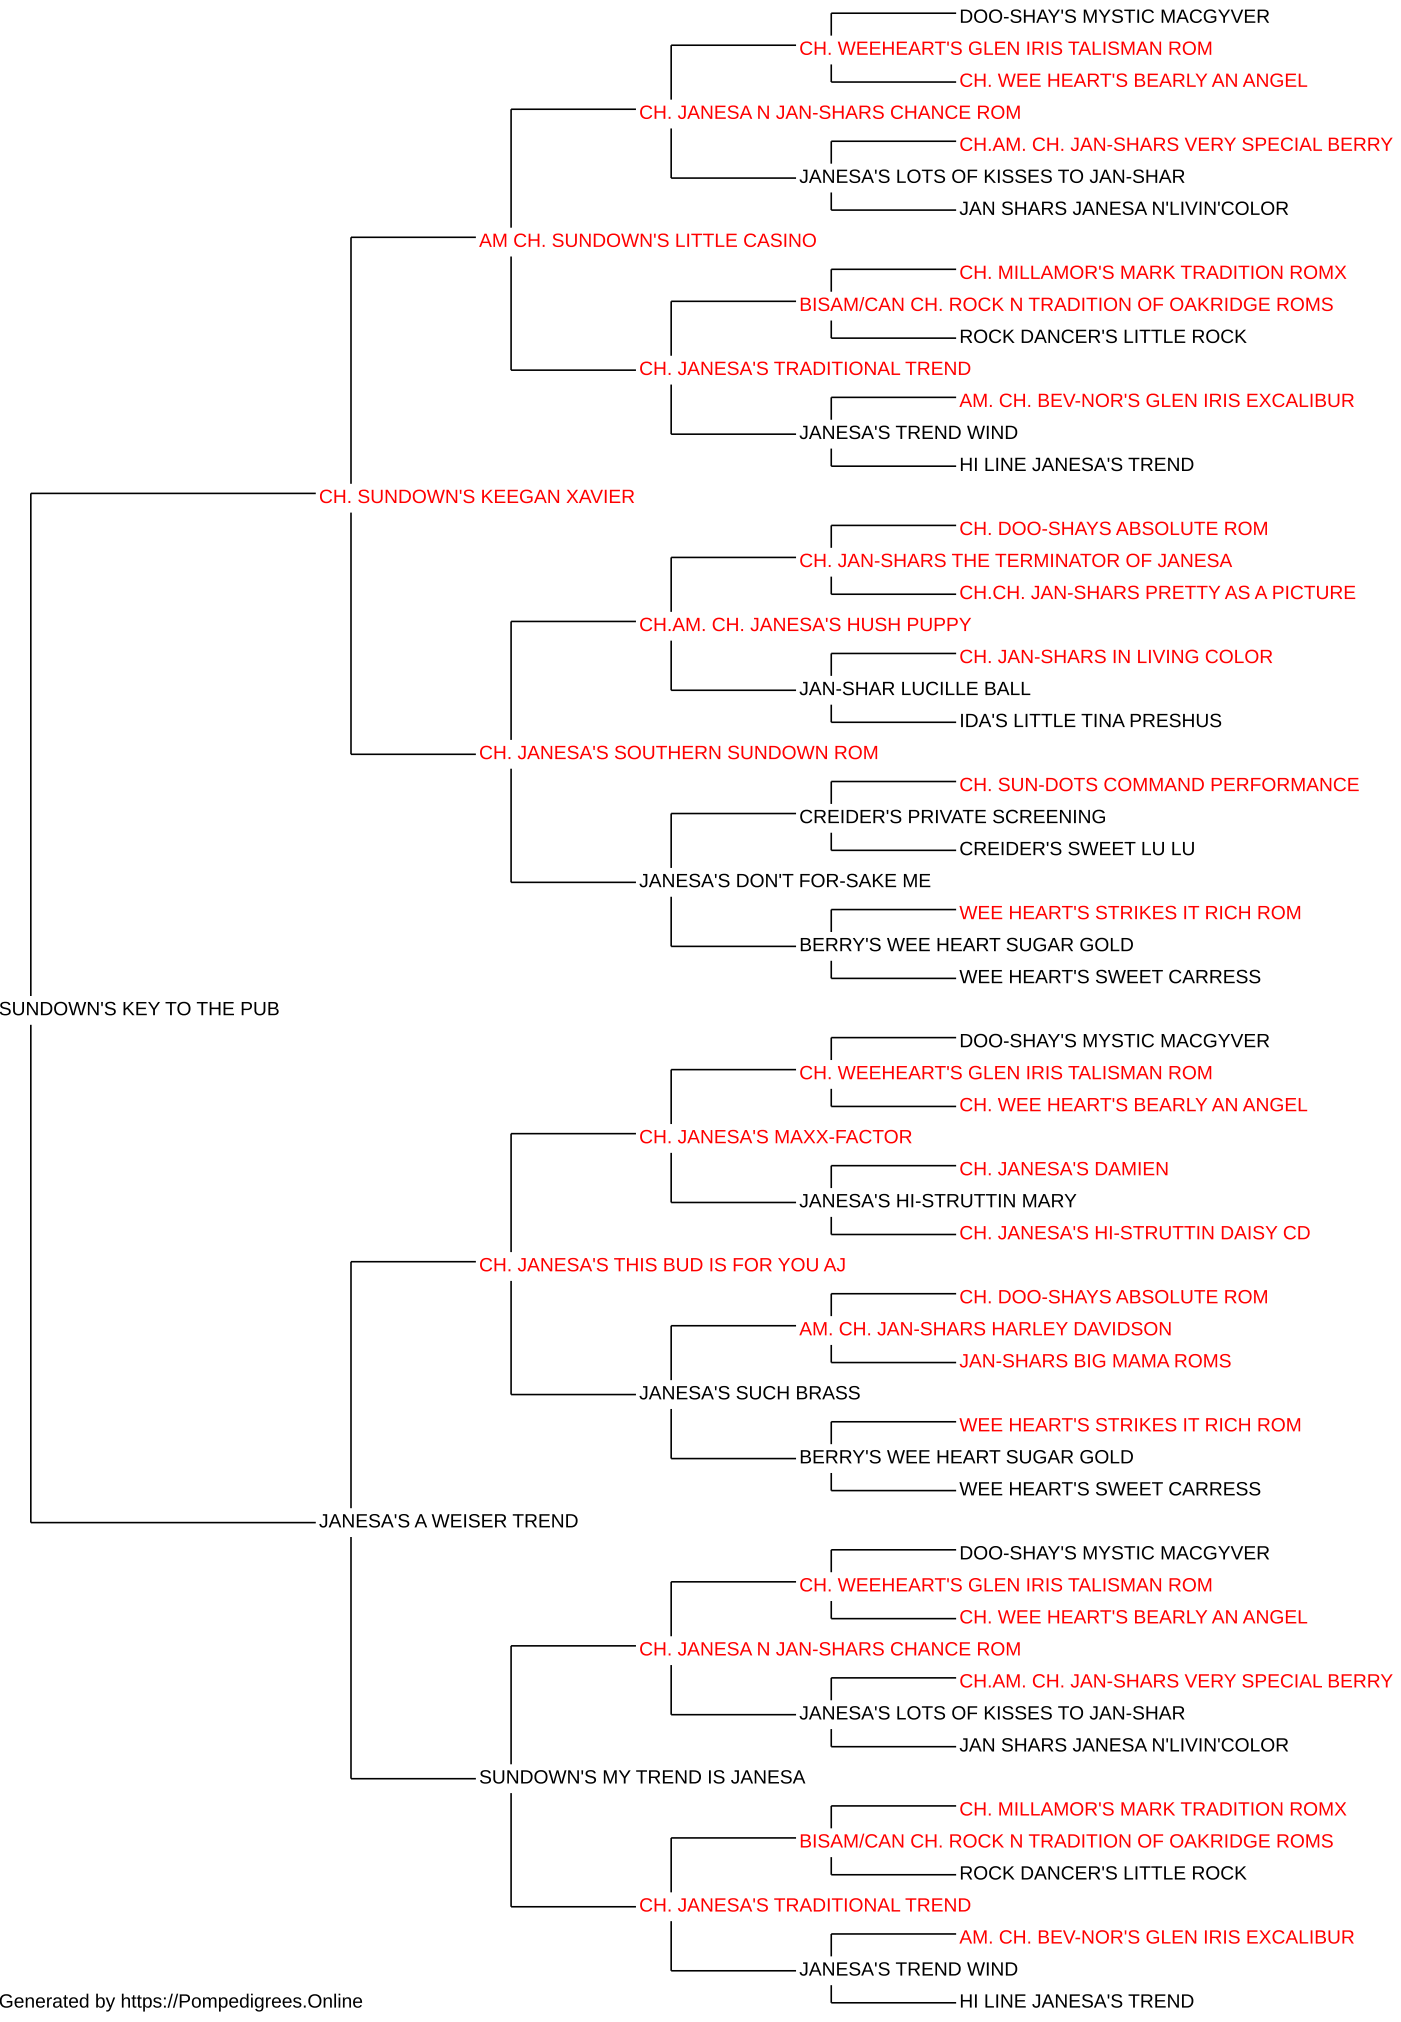 DOO-SHAY'S MYSTIC MACGYVER
CH. WEEHEART'S GLEN IRIS TALISMAN ROM
CH. WEE HEART'S BEARLY AN ANGEL
CH. JANESA N JAN-SHARS CHANCE ROM
CH.AM. CH. JAN-SHARS VERY SPECIAL BERRY
JANESA'S LOTS OF KISSES TO JAN-SHAR
JAN SHARS JANESA N'LIVIN'COLOR
AM CH. SUNDOWN'S LITTLE CASINO
CH. MILLAMOR'S MARK TRADITION ROMX
BISAM/CAN CH. ROCK N TRADITION OF OAKRIDGE ROMS
ROCK DANCER'S LITTLE ROCK
CH. JANESA'S TRADITIONAL TREND
AM. CH. BEV-NOR'S GLEN IRIS EXCALIBUR
JANESA'S TREND WIND
HI LINE JANESA'S TREND
CH. SUNDOWN'S KEEGAN XAVIER
CH. DOO-SHAYS ABSOLUTE ROM
CH. JAN-SHARS THE TERMINATOR OF JANESA
CH.CH. JAN-SHARS PRETTY AS A PICTURE
CH.AM. CH. JANESA'S HUSH PUPPY
CH. JAN-SHARS IN LIVING COLOR
JAN-SHAR LUCILLE BALL
IDA'S LITTLE TINA PRESHUS
CH. JANESA'S SOUTHERN SUNDOWN ROM
CH. SUN-DOTS COMMAND PERFORMANCE
CREIDER'S PRIVATE SCREENING
CREIDER'S SWEET LU LU
JANESA'S DON'T FOR-SAKE ME
WEE HEART'S STRIKES IT RICH ROM
BERRY'S WEE HEART SUGAR GOLD
WEE HEART'S SWEET CARRESS
SUNDOWN'S KEY TO THE PUB
DOO-SHAY'S MYSTIC MACGYVER
CH. WEEHEART'S GLEN IRIS TALISMAN ROM
CH. WEE HEART'S BEARLY AN ANGEL
CH. JANESA'S MAXX-FACTOR
CH. JANESA'S DAMIEN
JANESA'S HI-STRUTTIN MARY
CH. JANESA'S HI-STRUTTIN DAISY CD
CH. JANESA'S THIS BUD IS FOR YOU AJ
CH. DOO-SHAYS ABSOLUTE ROM
AM. CH. JAN-SHARS HARLEY DAVIDSON
JAN-SHARS BIG MAMA ROMS
JANESA'S SUCH BRASS
WEE HEART'S STRIKES IT RICH ROM
BERRY'S WEE HEART SUGAR GOLD
WEE HEART'S SWEET CARRESS
JANESA'S A WEISER TREND
DOO-SHAY'S MYSTIC MACGYVER
CH. WEEHEART'S GLEN IRIS TALISMAN ROM
CH. WEE HEART'S BEARLY AN ANGEL
CH. JANESA N JAN-SHARS CHANCE ROM
CH.AM. CH. JAN-SHARS VERY SPECIAL BERRY
JANESA'S LOTS OF KISSES TO JAN-SHAR
JAN SHARS JANESA N'LIVIN'COLOR
SUNDOWN'S MY TREND IS JANESA
CH. MILLAMOR'S MARK TRADITION ROMX
BISAM/CAN CH. ROCK N TRADITION OF OAKRIDGE ROMS
ROCK DANCER'S LITTLE ROCK
CH. JANESA'S TRADITIONAL TREND
AM. CH. BEV-NOR'S GLEN IRIS EXCALIBUR
JANESA'S TREND WIND
HI LINE JANESA'S TREND
Generated by https://Pompedigrees.Online